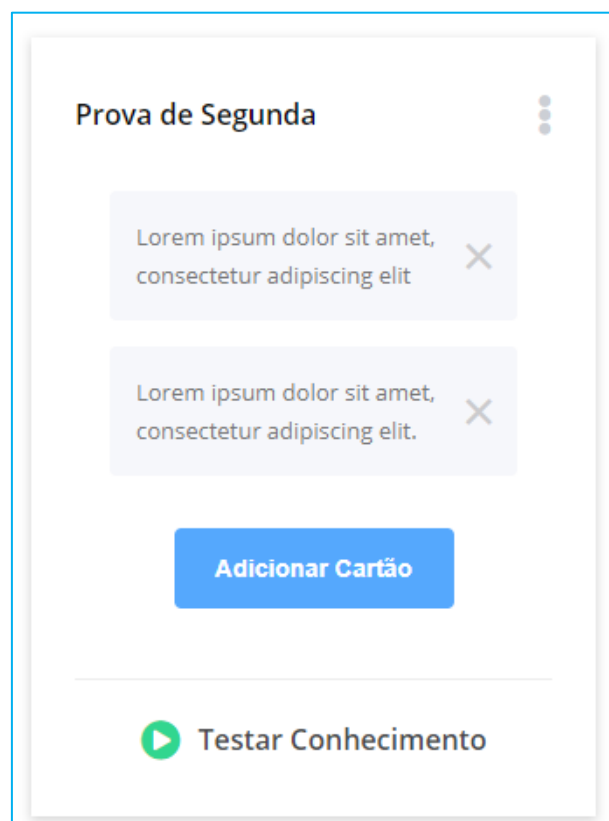 Prova de Segunda
Lorem ipsum dolor sit amet,
consectetur adipiscing elit
Lorem ipsum dolor sit amet,
consectetur adipiscing elit.
Adicionar Cartão
Testar Conhecimento